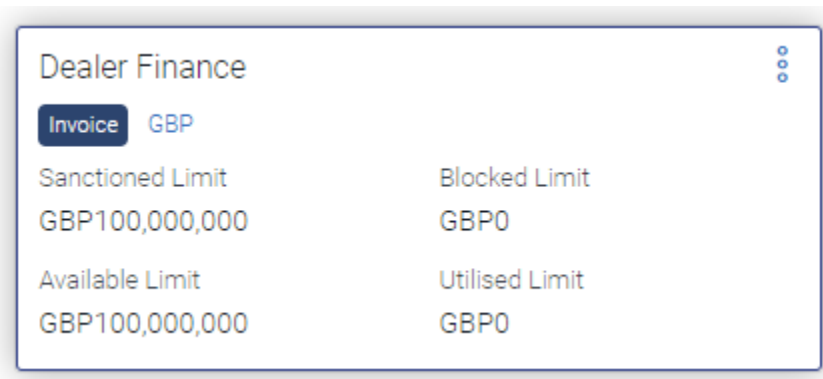 Dealer Finance
Invoice GBP
Sanctioned Limit Blocked Limit
GBP100,000,000 GBP0
Available Limit Utilised Limit
GBP100,000,000 GBP0